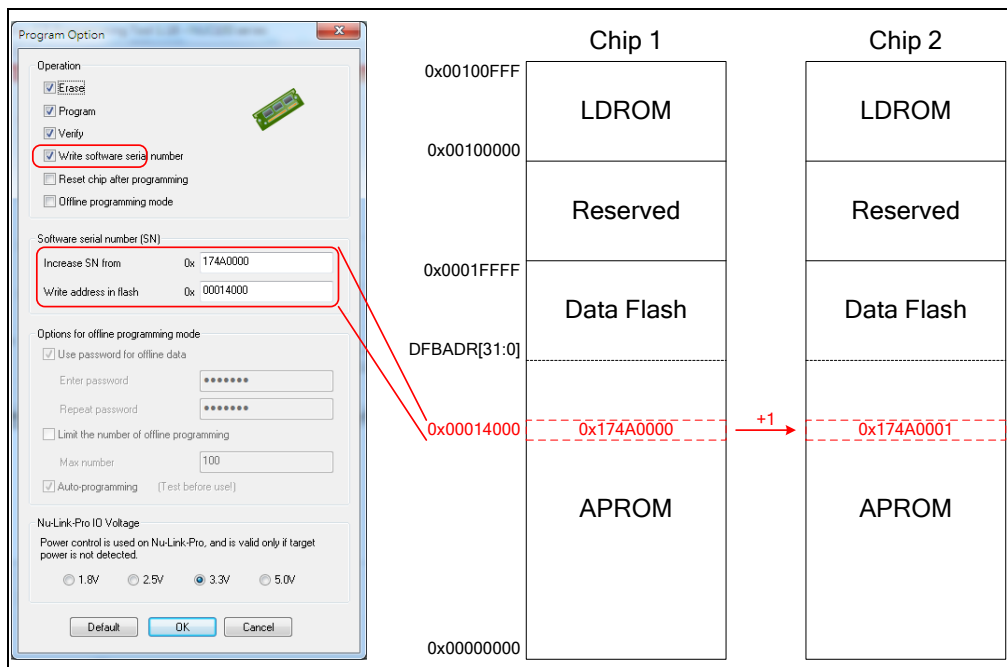 Program Option
Operation
Erase
Program
Verify
Write software serial number
Reset chip after programming
Offline programming mode
Software serial number (SN)
Increase SN from 0x 174A0000
Write address in flash 0x 00014000
Options for offline programming mode
Use password for offline data
Enter password •••••••
Repeat password •••••••
Limit the number of offline programming
Max number 100
Auto-programming (Test before use!)
Nu-Link-Pro IO Voltage
Power control is used on Nu-Link-Pro, and is valid only if target
power is not detected.
1.8V 2.5V 3.3V 5.0V
Default OK Cancel
Chip 1 Chip 2
0x00100FFF
LDROM LDROM
0x00100000
Reserved Reserved
0x0001FFFF
Data Flash Data Flash
DFBADR[31:0]
0x00014000 0x174A0000 +1 0x174A0001
APROM APROM
0x00000000